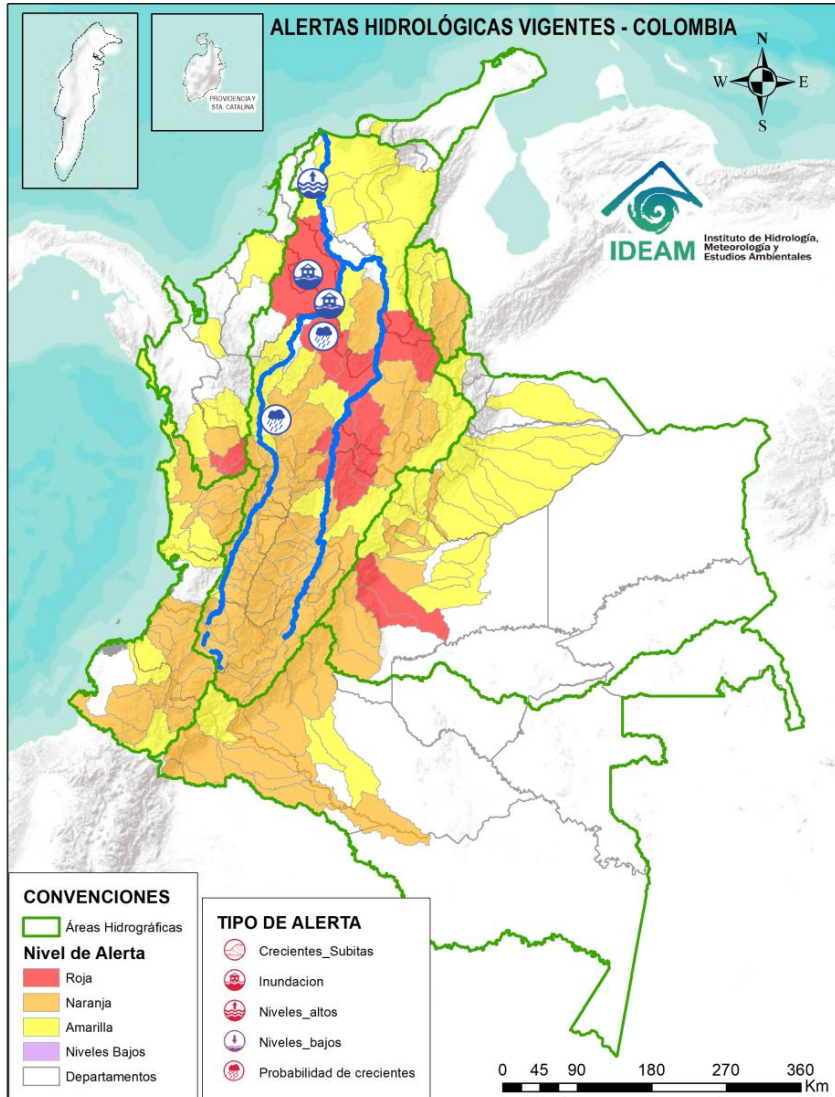 ALERTAS HIDROLÓGICAS VIGENTES - COLOMBIA
PROVIDENCIA Y
STA. CATALINA
N
W
E
S
IDEAM
Instituto de Hidrología,
Meteorología y
Estudios Ambientales
CONVENCIONES
Áreas Hidrográficas
Nivel de Alerta
Roja
Naranja
Amarilla
Niveles Bajos
Departamentos
TIPO DE ALERTA
Crecientes_Subitas
Inundacion
Niveles_altos
Niveles_bajos
Probabilidad de crecientes
0 45 90 180 270 360
Km